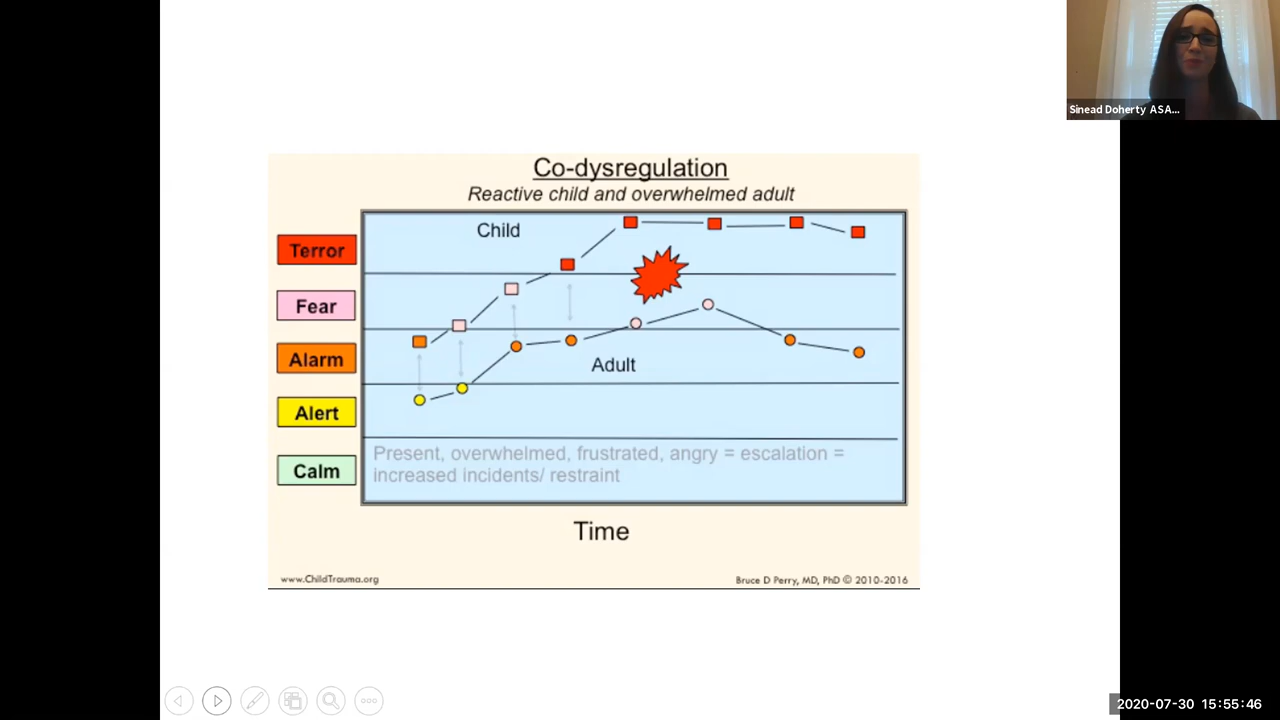 Sinead Doherty ASA...
Co-dysregulation
Reactive child and overwhelmed adult
Child
Terror
Fear
Alarm
Adult
Alert
Present, overwhelmed, frustrated, angry = escalation =
increased incidents/ restraint
Calm
Time
www.ChildTrauma.org
Bruce D Perry, MD, PhD © 2010-2016
2020-07-30 15:55:46